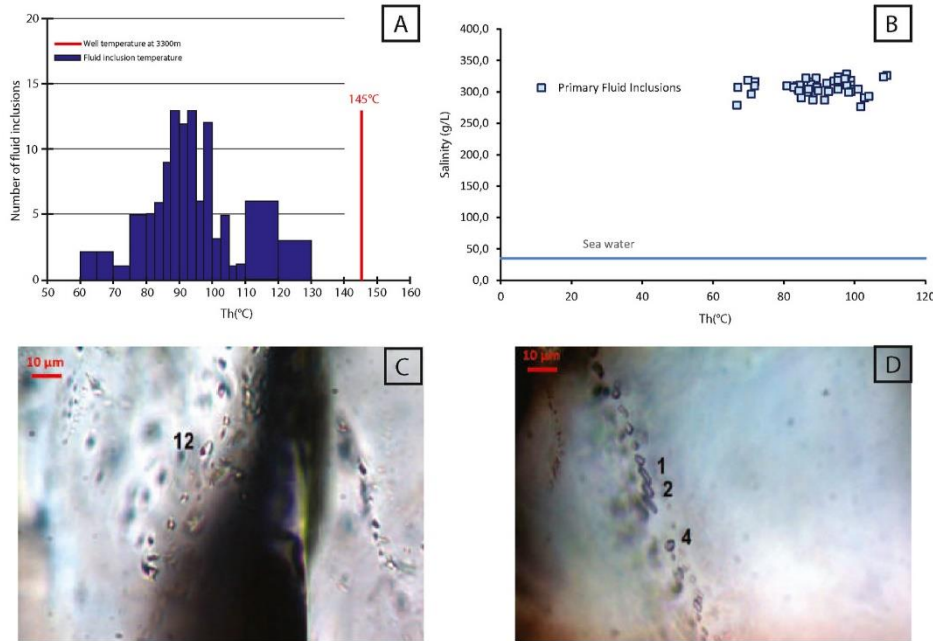 A
20
15
10
5
0
Number of fluid inclusions
Well temperature at 3300m
Fluid inclusion temperature
145°C
50 60 70 80 90 100 110 120 130 140 150 160
Th(°C)
B
400,0
350,0
300,0
250,0
200,0
150,0
100,0
50,0
0,0
Salinity (g/L)
Primary Fluid Inclusions
Sea water
0 20 40 60 80 100 120
Th(°C)
10 µm
C
12
10 µm
D
1
2
4